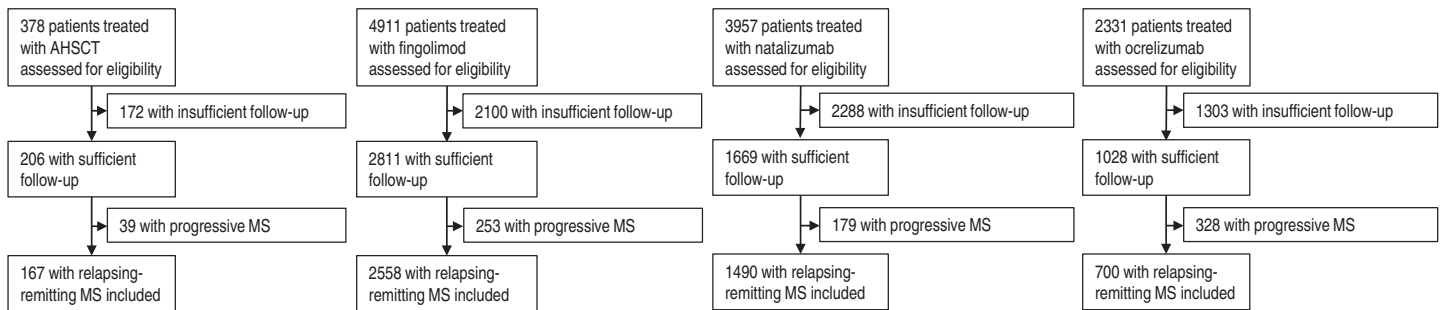 378 patients treated
with AHSCT
assessed for eligibility
172 with insufficient follow-up
206 with sufficient
follow-up
39 with progressive MS
167 with relapsing-
remitting MS included
4911 patients treated
with fingolimod
assessed for eligibility
2100 with insufficient follow-up
2811 with sufficient
follow-up
253 with progressive MS
2558 with relapsing-
remitting MS included
3957 patients treated
with natalizumab
assessed for eligibility
2288 with insufficient follow-up
1669 with sufficient
follow-up
179 with progressive MS
1490 with relapsing-
remitting MS included
2331 patients treated
with ocrelizumab
assessed for eligibility
1303 with insufficient follow-up
1028 with sufficient
follow-up
328 with progressive MS
700 with relapsing-
remitting MS included